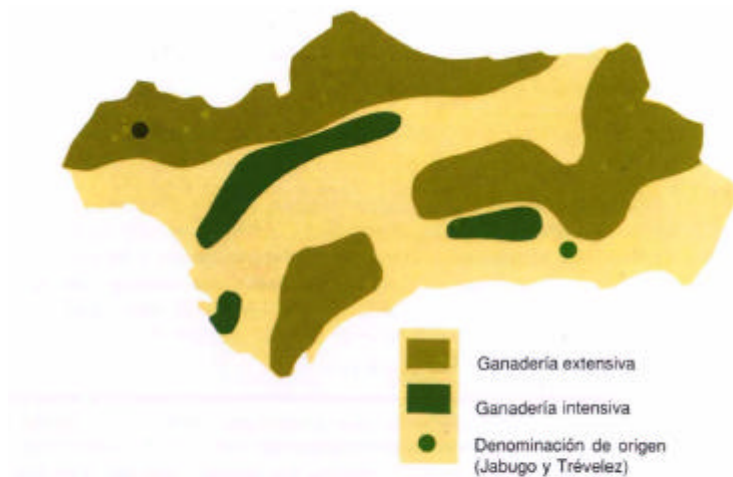 Ganadería extensiva
Ganadería intensiva
Denominación de origen
(Jabugo y Trévelez)